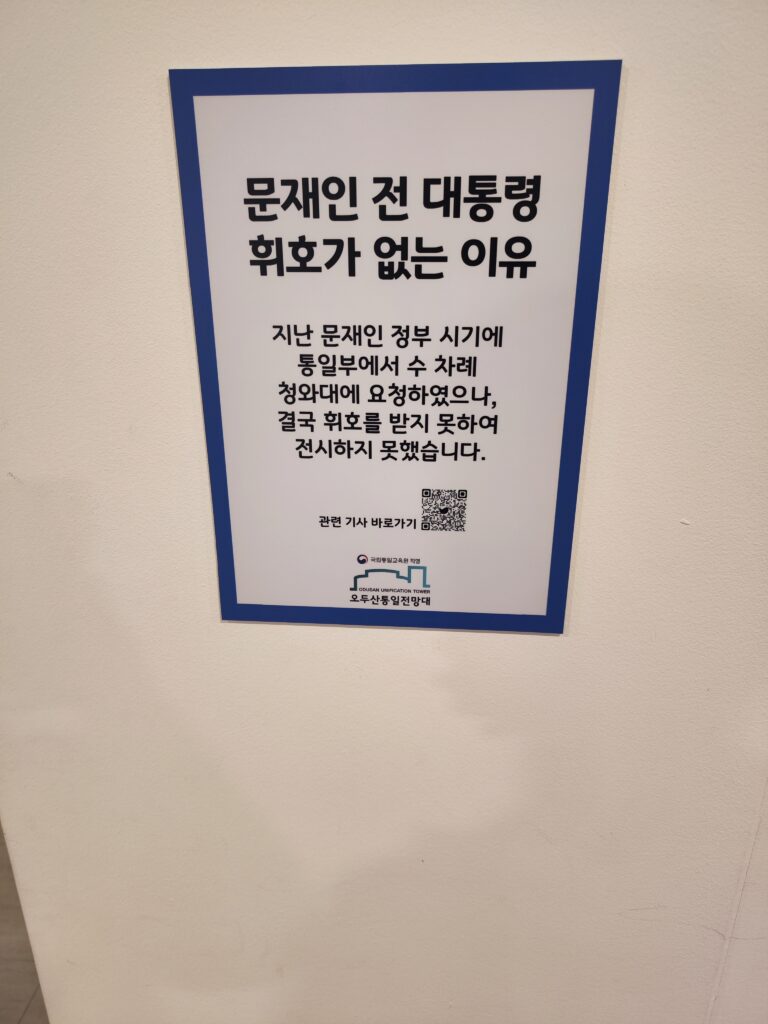 문재인 전 대통령
휘호가 없는 이유
지난 문재인 정부 시기에
통일부에서 수 차례
청와대에 요청하였으나,
결국 휘호를 받지 못하여
전시하지 못했습니다.
관련 기사 바로가기
국립통일교육원 직영
ODUSAN UNIFICATION TOWER
오두산통일전망대